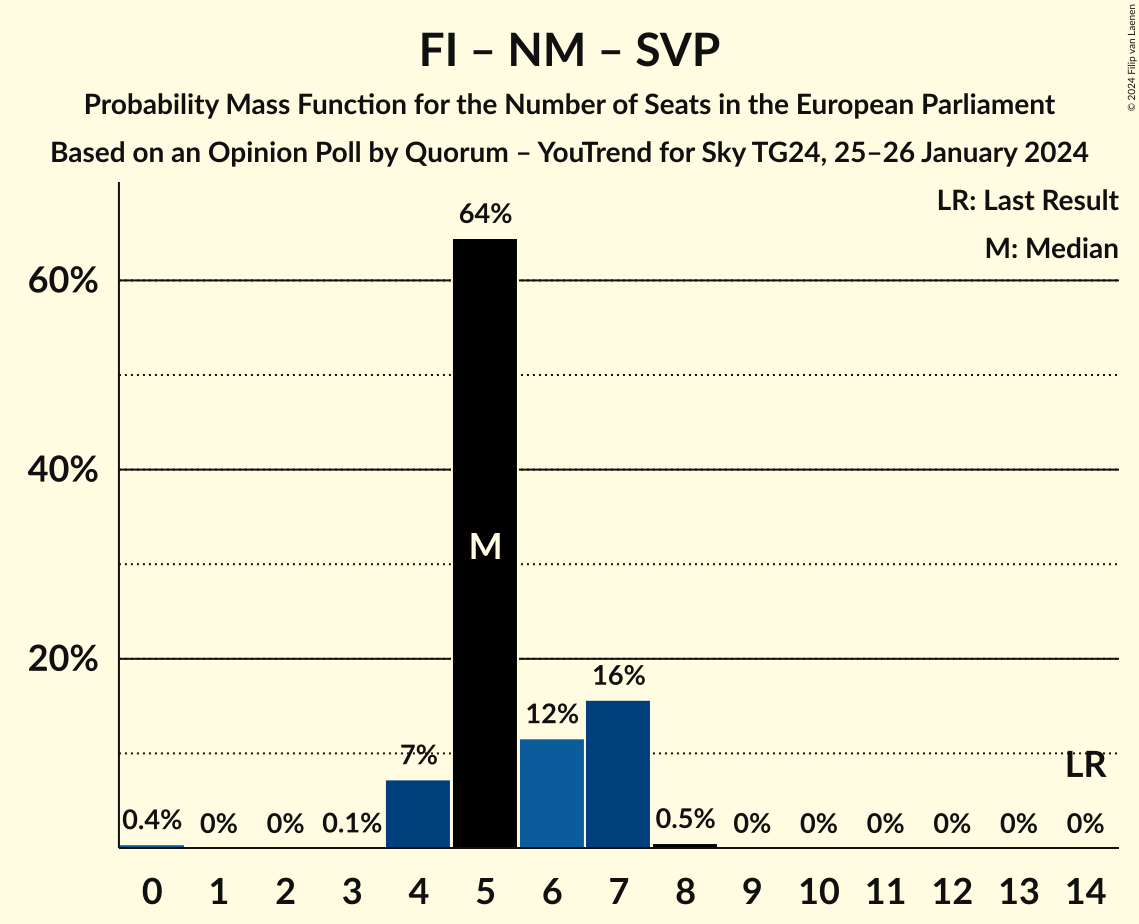 FI – NM – SVP
Probability Mass Function for the Number of Seats in the European Parliament
Based on an Opinion Poll by Quorum – YouTrend for Sky TG24, 25–26 January 2024
© 2024 Filip van Laenen
LR: Last Result
M: Median
60%
40%
20%
0.4%
0%
0%
0.1%
7%
64%
M
12%
16%
0.5%
0%
0%
0%
0%
0%
0%
LR
0 1 2 3 4 5 6 7 8 9 10 11 12 13 14